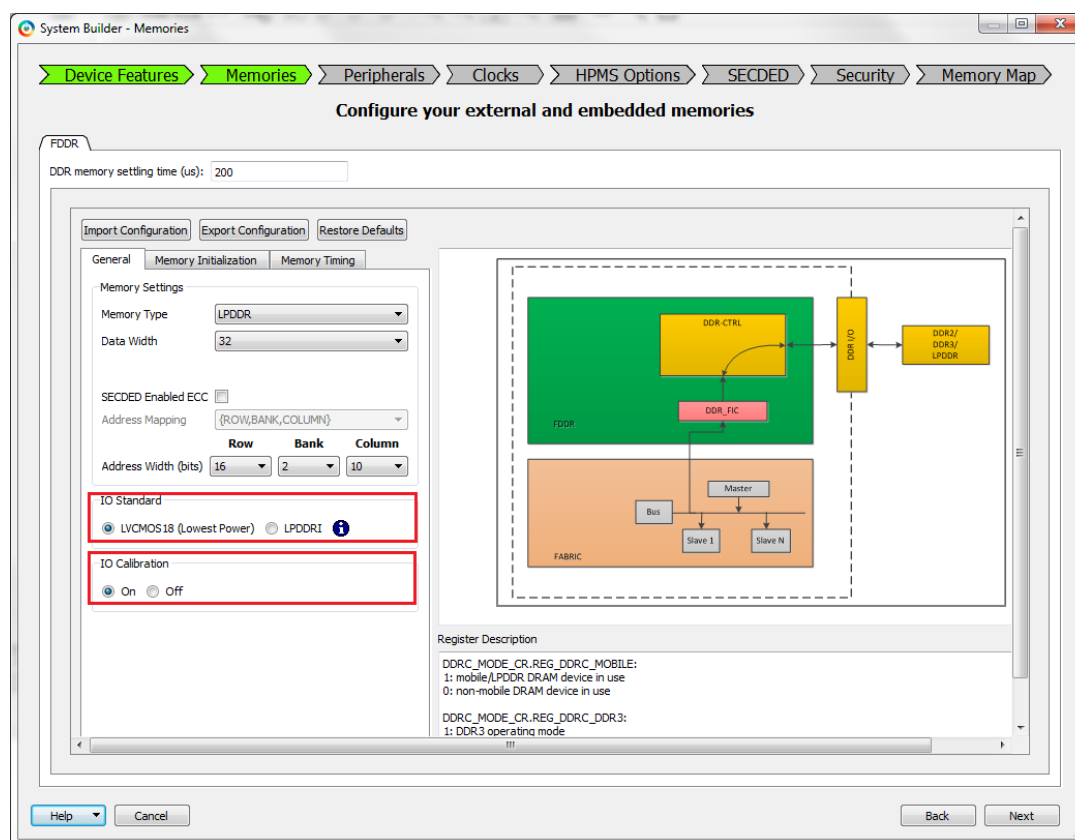 System Builder - Memories
Device Features Memories Peripherals Clocks HPMS Options SECDED Security Memory Map
Configure your external and embedded memories
FDDR
DDR memory settling time (us): 200
Import Configuration Export Configuration Restore Defaults
General Memory Initialization Memory Timing
Memory Settings
Memory Type LPDDR
Data Width 32
SECDED Enabled ECC
Address Mapping {ROW,BANK,COLUMN}
Row Bank Column
Address Width (bits) 16 2 10
IO Standard
LVCMOS18 (Lowest Power) LPDDRI
IO Calibration
On Off
DDR-CTRL
DDR I/O
DDR2/
DDR3/
LPDDR
DDR_FIC
FDDR
Master
Bus
Slave 1 Slave N
FABRIC
Register Description
DDRC_MODE_CR.REG_DDRC_MOBILE:
1: mobile/LPDDR DRAM device in use
0: non-mobile DRAM device in use
DDRC_MODE_CR.REG_DDRC_DDR3:
1: DDR3 operating mode
Help Cancel Back Next